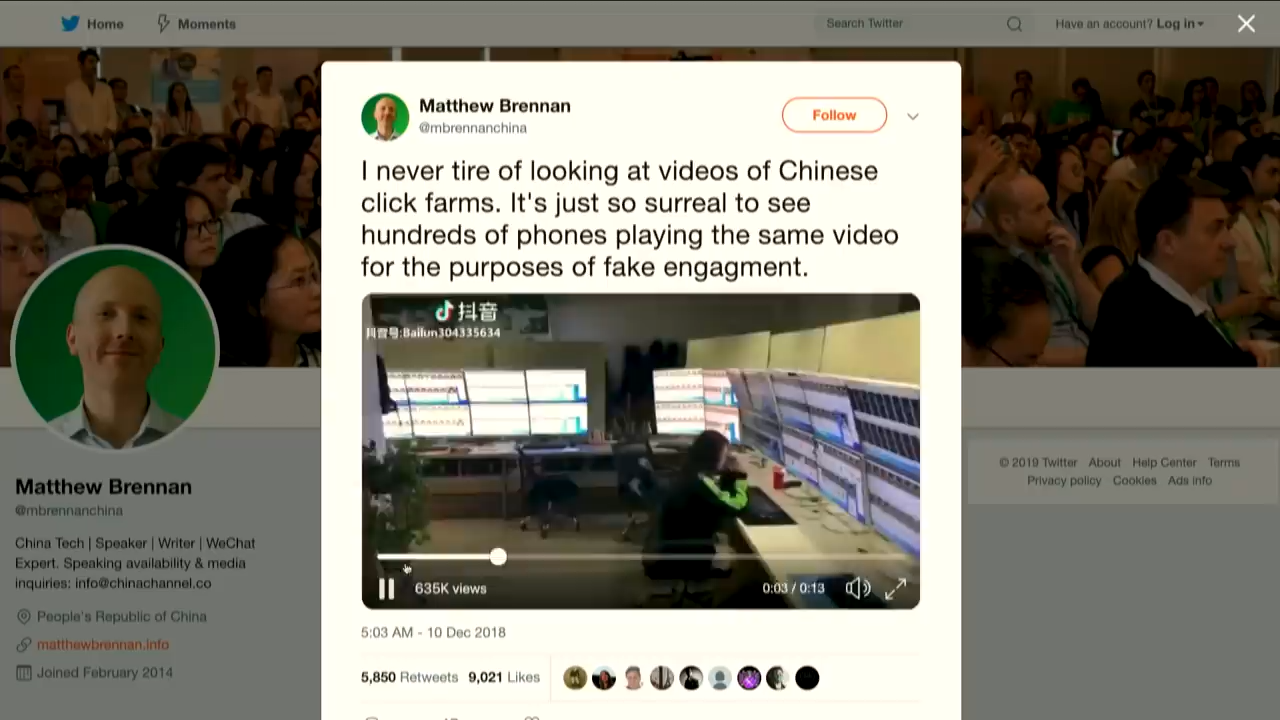 Home
Moments
Search Twitter
Have an account? Log in
Matthew Brennan
@mbrennanchina
Follow
I never tire of looking at videos of Chinese
click farms. It's just so surreal to see
hundreds of phones playing the same video
for the purposes of fake engagment.
抖音
抖音号:Bailun304335634
635K views
0:03 / 0:13
5:03 AM - 10 Dec 2018
5,850 Retweets 9,021 Likes
Matthew Brennan
@mbrennanchina
China Tech | Speaker | Writer | WeChat
Expert. Speaking availability & media
inquiries: info@chinachannel.co
People's Republic of China
matthewbrennan.info
Joined February 2014
© 2019 Twitter About Help Center Terms
Privacy policy Cookies Ads info